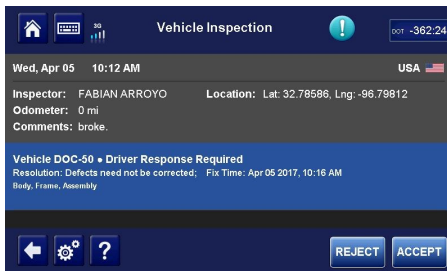 3G
Vehicle Inspection
!
DOT -362:24
Wed, Apr 05 10:12 AM
USA
Inspector: FABIAN ARROYO Location: Lat: 32.78586, Lng: -96.79812
Odometer: 0 mi
Comments: broke.
Vehicle DOC-50 • Driver Response Required
Resolution: Defects need not be corrected; Fix Time: Apr 05 2017, 10:16 AM
Body, Frame, Assembly
?
REJECT ACCEPT